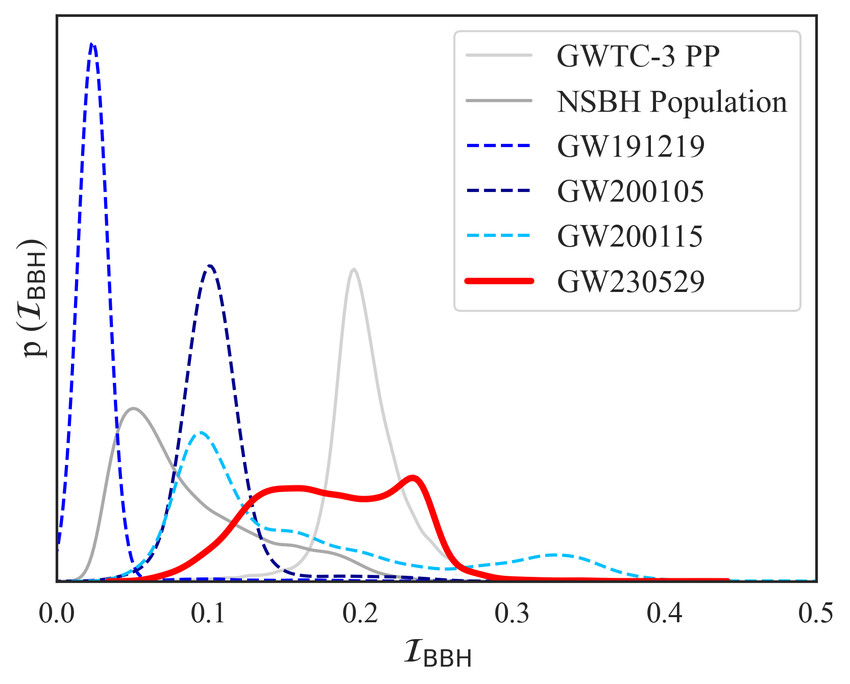 GWTC-3 PP
NSBH Population
GW191219
GW200105
GW200115
GW230529
p (𝓘BBH)
0.0 0.1 0.2 0.3 0.4 0.5
𝓘BBH